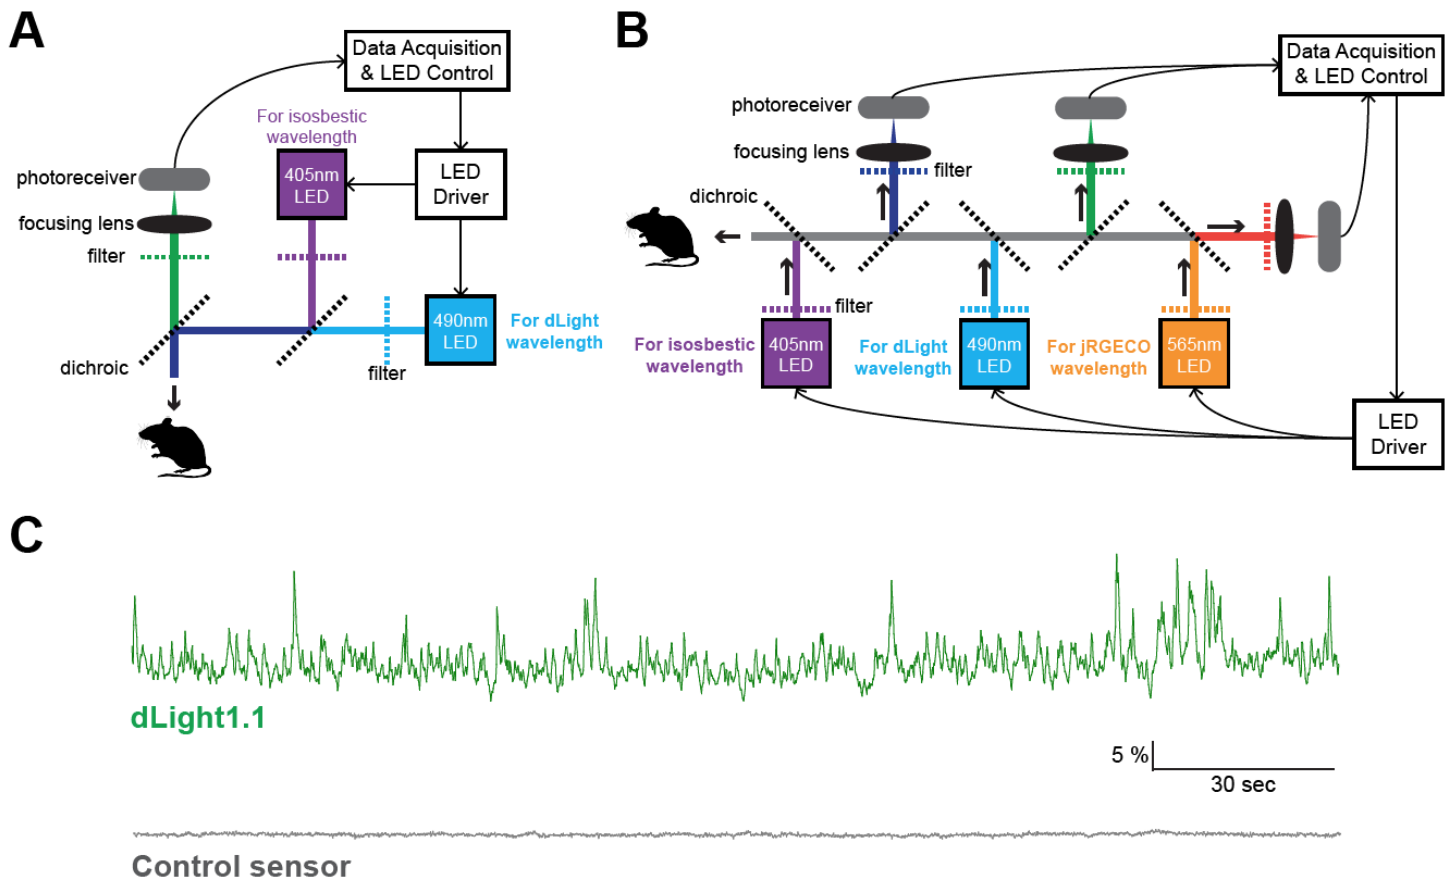 A
Data Acquisition
& LED Control
For isosbestic
wavelength
photoreceiver
405nm
LED
LED
Driver
focusing lens
filter
490nm
LED
For dLight
wavelength
dichroic
filter
B
Data Acquisition
& LED Control
photoreceiver
focusing lens
filter
dichroic
filter
For isosbestic
wavelength
405nm
LED
For dLight
wavelength
490nm
LED
For jRGECO
wavelength
565nm
LED
LED
Driver
C
dLight1.1
5 %
30 sec
Control sensor